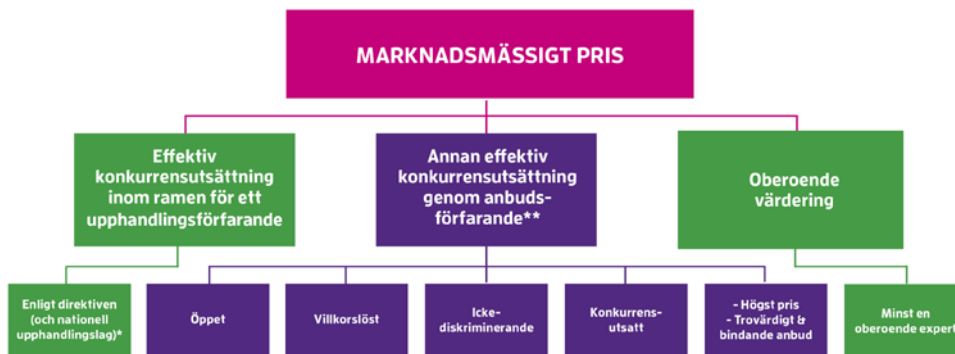 MARKNADSMÄSSIGT PRIS
Effektiv
konkurrensutsättning
inom ramen för ett
upphandlingsförfarande
Annan effektiv
konkurrensutsättning
genom anbuds-
förfarande**
Oberoende
värdering
Enligt direktiven
(och nationell
upphandlingslag)*
Öppet
Villkorslöst
Icke-
diskriminerande
Konkurrens-
utsatt
- Högst pris
- Trovärdigt &
bindande anbud
Minst en
oberoende expert